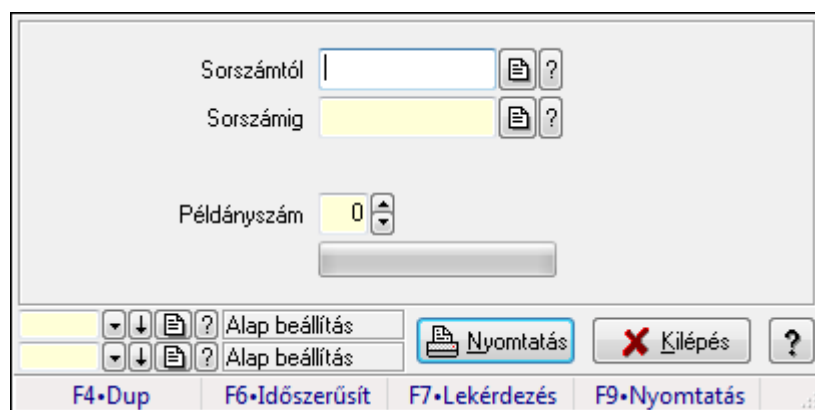 Sorszámtól ?
Sorszámig ?
Példányszám 0
? Alap beállítás
? Alap beállítás
Nyomtatás Kilépés ?
F4•Dup F6•Időszerűsít F7•Lekérdezés F9•Nyomtatás